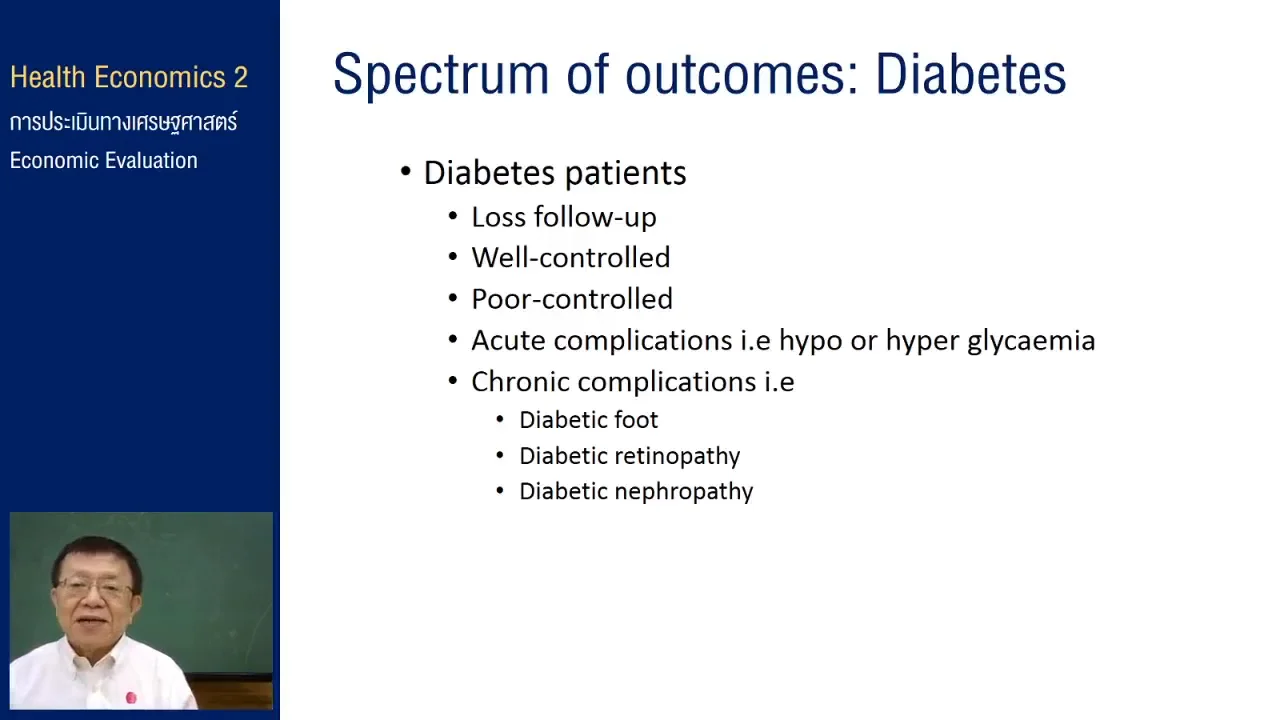 Health Economics 2
การประเมินทางเศรษฐศาสตร์
Economic Evaluation
Spectrum of outcomes: Diabetes
• Diabetes patients
• Loss follow-up
• Well-controlled
• Poor-controlled
• Acute complications i.e hypo or hyper glycaemia
• Chronic complications i.e
• Diabetic foot
• Diabetic retinopathy
• Diabetic nephropathy